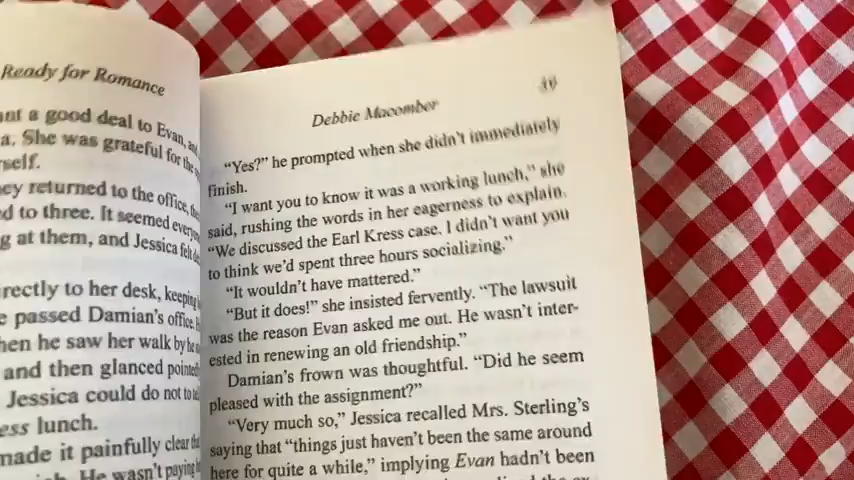 Ready for Romance
ant a good deal to Evan, and
a. She was grateful for the
rself.
ey returned to the office, the
d to three. It seemed everyo
g at them, and Jessica felt
rectly to her desk, keeping
e passed Damian's office.
hen he saw her walk by
and then glanced pointed
Jessica could do not to
ess lunch.
made it painfully clear
He wasn't paying
Debbie Macomber
"Yes?" he prompted when she didn't immediately
finish.
"I want you to know it was a working lunch," she
said, rushing the words in her eagerness to explain.
"We discussed the Earl Kress case. I didn't want you
to think we'd spent three hours socializing."
"It wouldn't have mattered."
"But it does!" she insisted fervently. "The lawsuit
was the reason Evan asked me out. He wasn't inter-
ested in renewing an old friendship."
Damian's frown was thoughtful. "Did he seem
pleased with the assignment?"
"Very much so," Jessica recalled Mrs. Sterling's
saying that "things just haven't been the same around
here for quite a while," implying Evan hadn't been